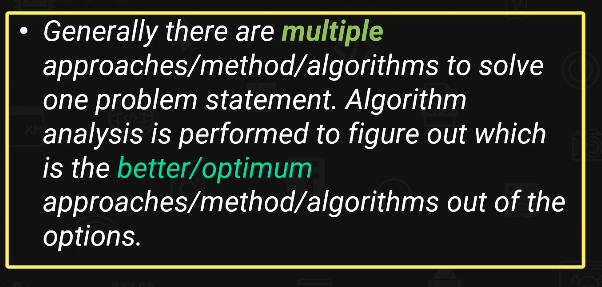 • Generally there are multiple
approaches/method/algorithms to solve
one problem statement. Algorithm
analysis is performed to figure out which
is the better/optimum
approaches/method/algorithms out of the
options.